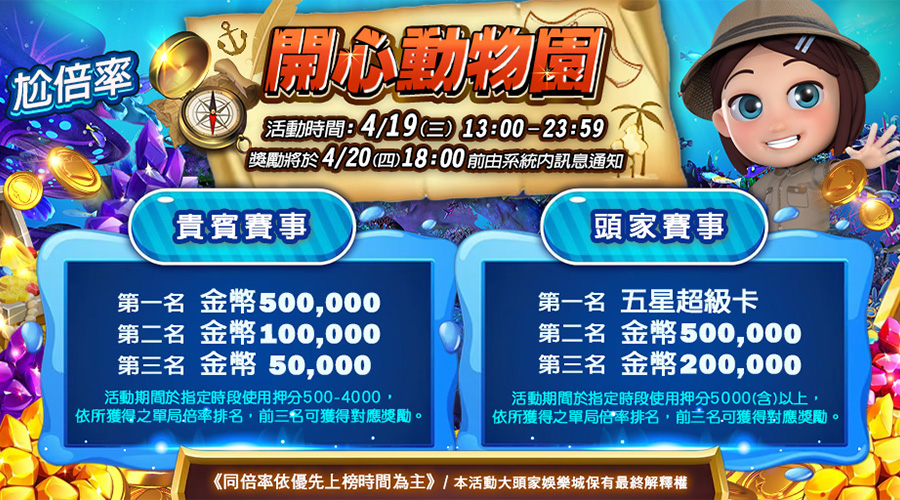 尬倍率
開心動物園
活動時間：4/19(三) 13:00-23:59
獎勵將於 4/20(四)18:00前由系統內訊息通知
貴賓賽事
第一名 金幣500,000
第二名 金幣100,000
第三名 金幣 50,000
活動期間於指定時段使用押分500-4000，
依所獲得之單局倍率排名，前三名可獲得對應獎勵。
頭家賽事
第一名 五星超級卡
第二名 金幣500,000
第三名 金幣200,000
活動期間於指定時段使用押分5000(含)以上，
依所獲得之單局倍率排名，前三名可獲得對應獎勵。
《同倍率依優先上榜時間為主》/ 本活動大頭家娛樂城保有最終解釋權